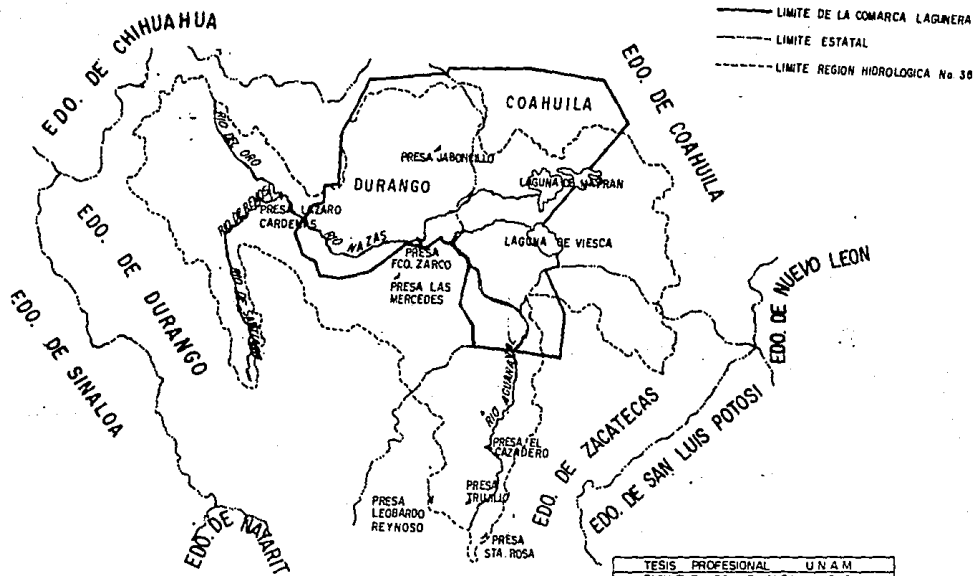 LIMITE DE LA COMARCA LAGUNERA
LIMITE ESTATAL
LIMITE REGION HIDROLOGICA No. 36
EDO. DE CHIHUAHUA
COAHUILA
EDO. DE COAHUILA
RIO DEL ORO
PRESA JABONCILLO
DURANGO
LAGUNA DE MAYRAN
PRESA LAZARO
CARDENAS
RIO NAZAS
LAGUNA DE VIESCA
PRESA
FCO. ZARCO
PRESA LAS
MERCEDES
EDO. DE DURANGO
EDO. DE SINALOA
EDO. DE NUEVO LEON
RIO AGUANAVAL
EDO. DE ZACATECAS
EDO. DE SAN LUIS POTOSI
PRESA EL
CAZADERO
PRESA
TRUJILLO
PRESA
LEOBARDO
REYNOSO
PRESA
STA. ROSA
EDO. DE NAYARIT
TESIS PROFESIONAL UNAM